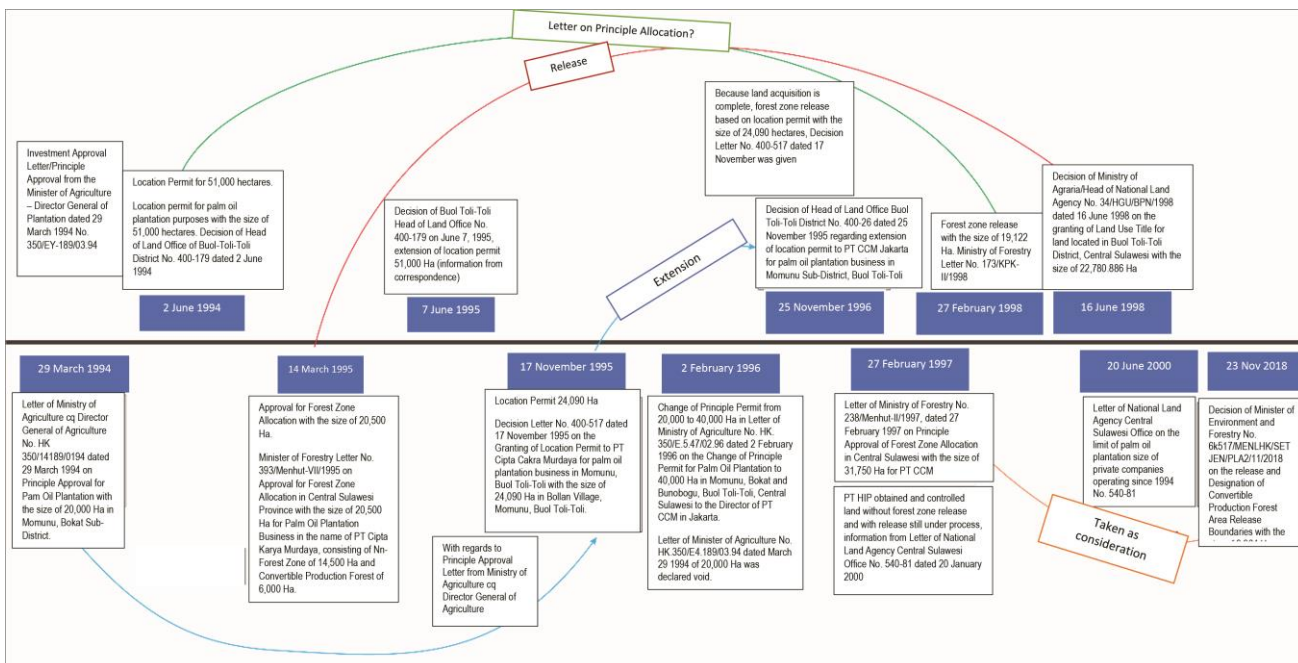 Letter on Principle Allocation?
Release
Investment Approval
Letter/Principle
Approval from the
Minister of Agriculture
– Director General of
Plantation dated 29
March 1994 No.
350/EY-189/03.94
Location Permit for 51,000 hectares.
Location permit for palm oil
plantation purposes with the size of
51,000 hectares. Decision of Head
of Land Office of Buol-Toli-Toli
District No. 400-179 dated 2 June
1994
2 June 1994
Decision of Buol Toli-Toli
Head of Land Office No.
400-179 on June 7, 1995,
extension of location permit
51,000 Ha (information from
correspondence)
7 June 1995
Extension
Because land acquisition is
complete, forest zone release
based on location permit with the
size of 24,090 hectares, Decision
Letter No. 400-517 dated 17
November was given
Decision of Head of Land Office Buol
Toli-Toli District No. 400-26 dated 25
November 1995 regarding extension
of location permit to PT CCM Jakarta
for palm oil plantation business in
Momunu Sub-District, Buol Toli-Toli
25 November 1996
Forest zone release
with the size of 19,122
Ha. Ministry of Forestry
Letter No. 173/KPK-
II/1998
27 February 1998
Decision of Ministry of
Agraria/Head of National Land
Agency No. 34/HGU/BPN/1998
dated 16 June 1998 on the
granting of Land Use Title for
land located in Buol Toli-Toli
District, Central Sulawesi with the
size of 22,780.886 Ha
16 June 1998
29 March 1994
Letter of Ministry of
Agriculture cq Director
General of Agriculture
No. HK
350/14189/0194 dated
29 March 1994 on
Principle Approval for
Pam Oil Plantation with
the size of 20,000 Ha in
Momunu, Bokat Sub-
District.
14 March 1995
Approval for Forest Zone
Allocation with the size of 20,500
Ha.
Minister of Forestry Letter No.
393/Menhut-VII/1995 on
Approval for Forest Zone
Allocation in Central Sulawesi
Province with the size of 20,500
Ha for Palm Oil Plantation
Business in the name of PT Cipta
Karya Murdaya, consisting of Nn-
Forest Zone of 14,500 Ha and
Convertible Production Forest of
6,000 Ha.
17 November 1995
Location Permit 24,090 Ha
Decision Letter No. 400-517 dated
17 November 1995 on the
Granting of Location Permit to PT
Cipta Cakra Murdaya for palm oil
plantation business in Momunu,
Buol Toli-Toli with the size of
24,090 Ha in Bollan Village,
Momunu, Buol Toli-Toli.
With regards to
Principle Approval
Letter from Ministry of
Agriculture cq
Director General of
Agriculture
2 February 1996
Change of Principle Permit from
20,000 to 40,000 Ha in Letter of
Ministry of Agriculture No. HK.
350/E.5.47/02.96 dated 2 February
1996 on the Change of Principle
Permit for Palm Oil Plantation to
40,000 Ha in Momunu, Bokat and
Bunobogu, Buol Toli-Toli, Central
Sulawesi to the Director of PT
CCM in Jakarta.
Letter of Minister of Agriculture No.
HK.350/E4.189/03.94 dated March
29 1994 of 20,000 Ha was
declared void.
27 February 1997
Letter of Ministry of Forestry No.
238/Menhut-II/1997, dated 27
February 1997 on Principle
Approval of Forest Zone Allocation
in Central Sulawesi with the size of
31,750 Ha for PT CCM
PT HIP obtained and controlled
land without forest zone release
and with release still under process,
information from Letter of National
Land Agency Central Sulawesi
Office No. 540-81 dated 20 January
2000
Taken as
consideration
20 June 2000
Letter of National Land
Agency Central
Sulawesi Office on the
limit of palm oil
plantation size of
private companies
operating since 1994
No. 540-81
23 Nov 2018
Decision of Minister of
Environment and Forestry No.
6k517/MENLHK/SET
JEN/PLA2/11/2018
on the release and
Designation of
Convertible
Production Forest
Area Release
Boundaries with the